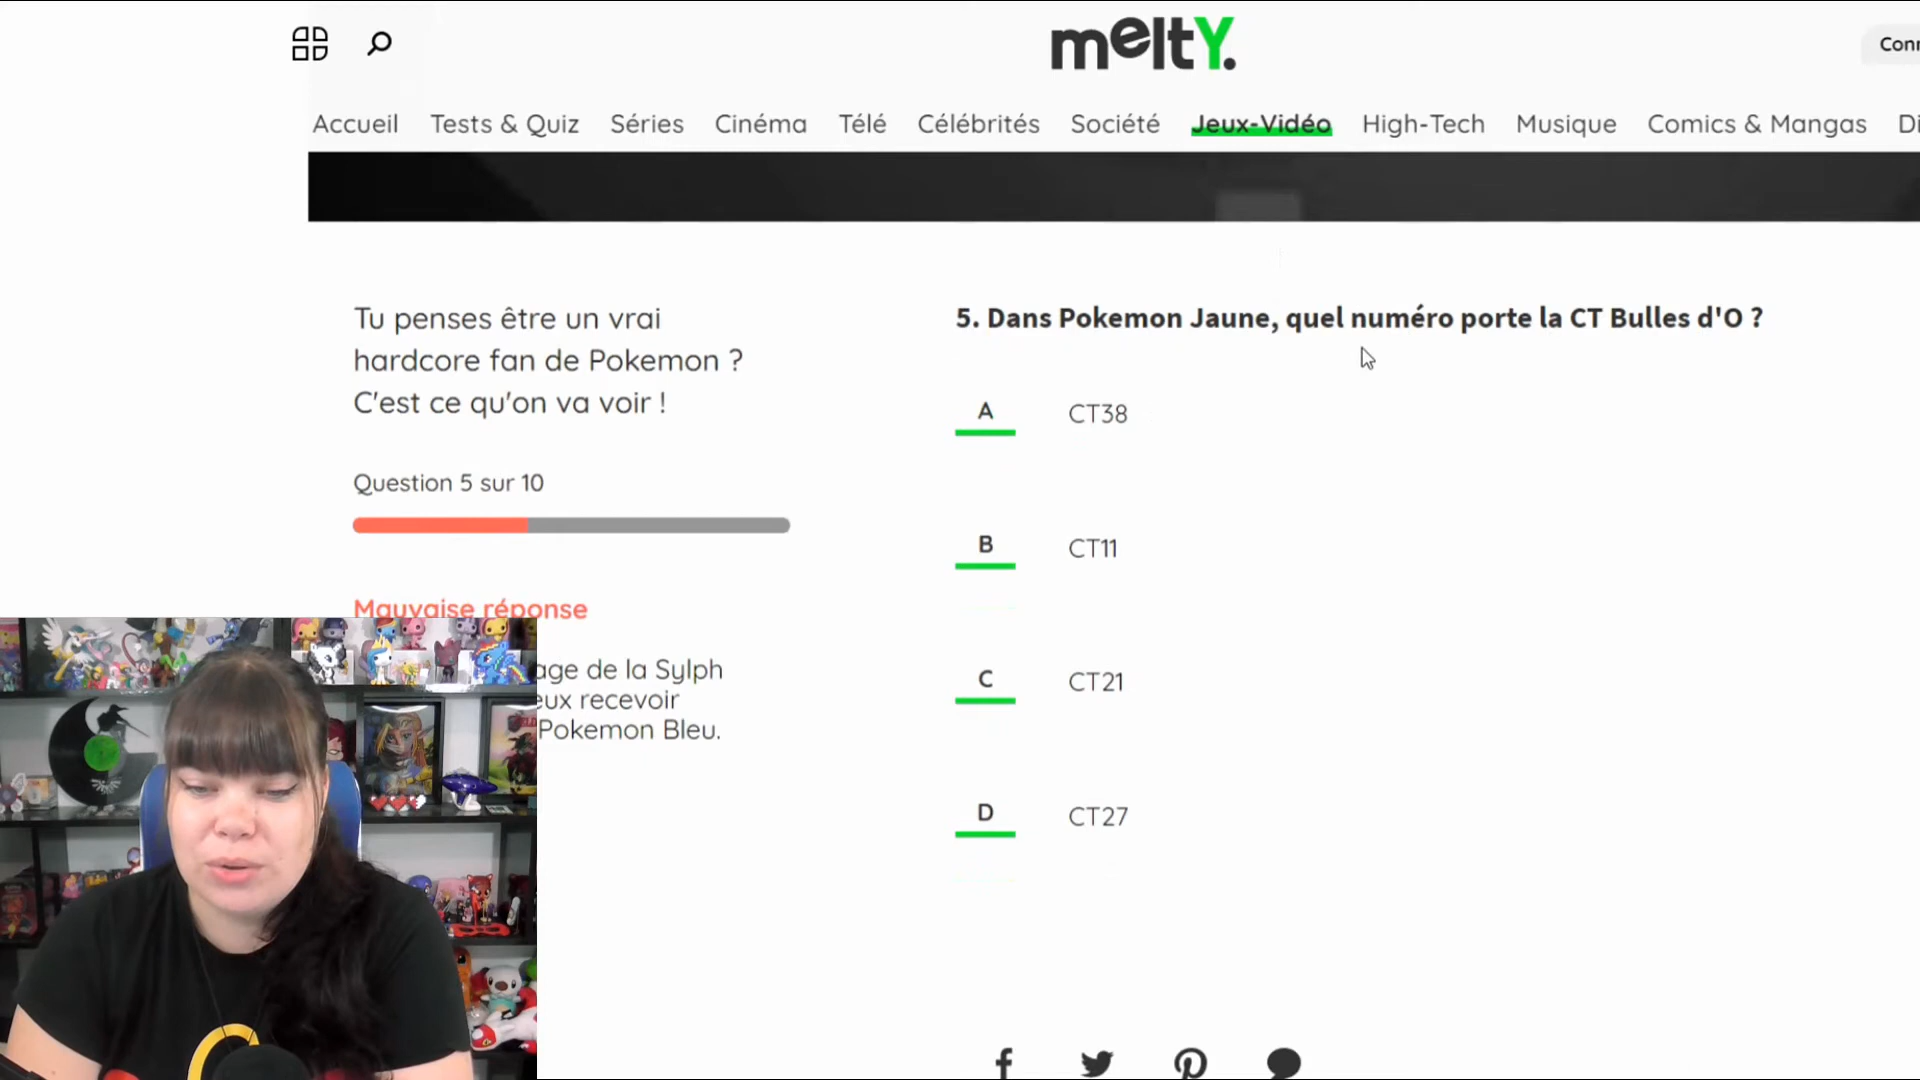 meltY.
Conn
Accueil Tests & Quiz Séries Cinéma Télé Célébrités Société Jeux-Vidéo High-Tech Musique Comics & Mangas Di
Tu penses être un vrai
hardcore fan de Pokemon ?
C'est ce qu'on va voir !
Question 5 sur 10
Mauvaise réponse
age de la Sylph
eux recevoir
Pokemon Bleu.
5. Dans Pokemon Jaune, quel numéro porte la CT Bulles d'O ?
A CT38
B CT11
C CT21
D CT27